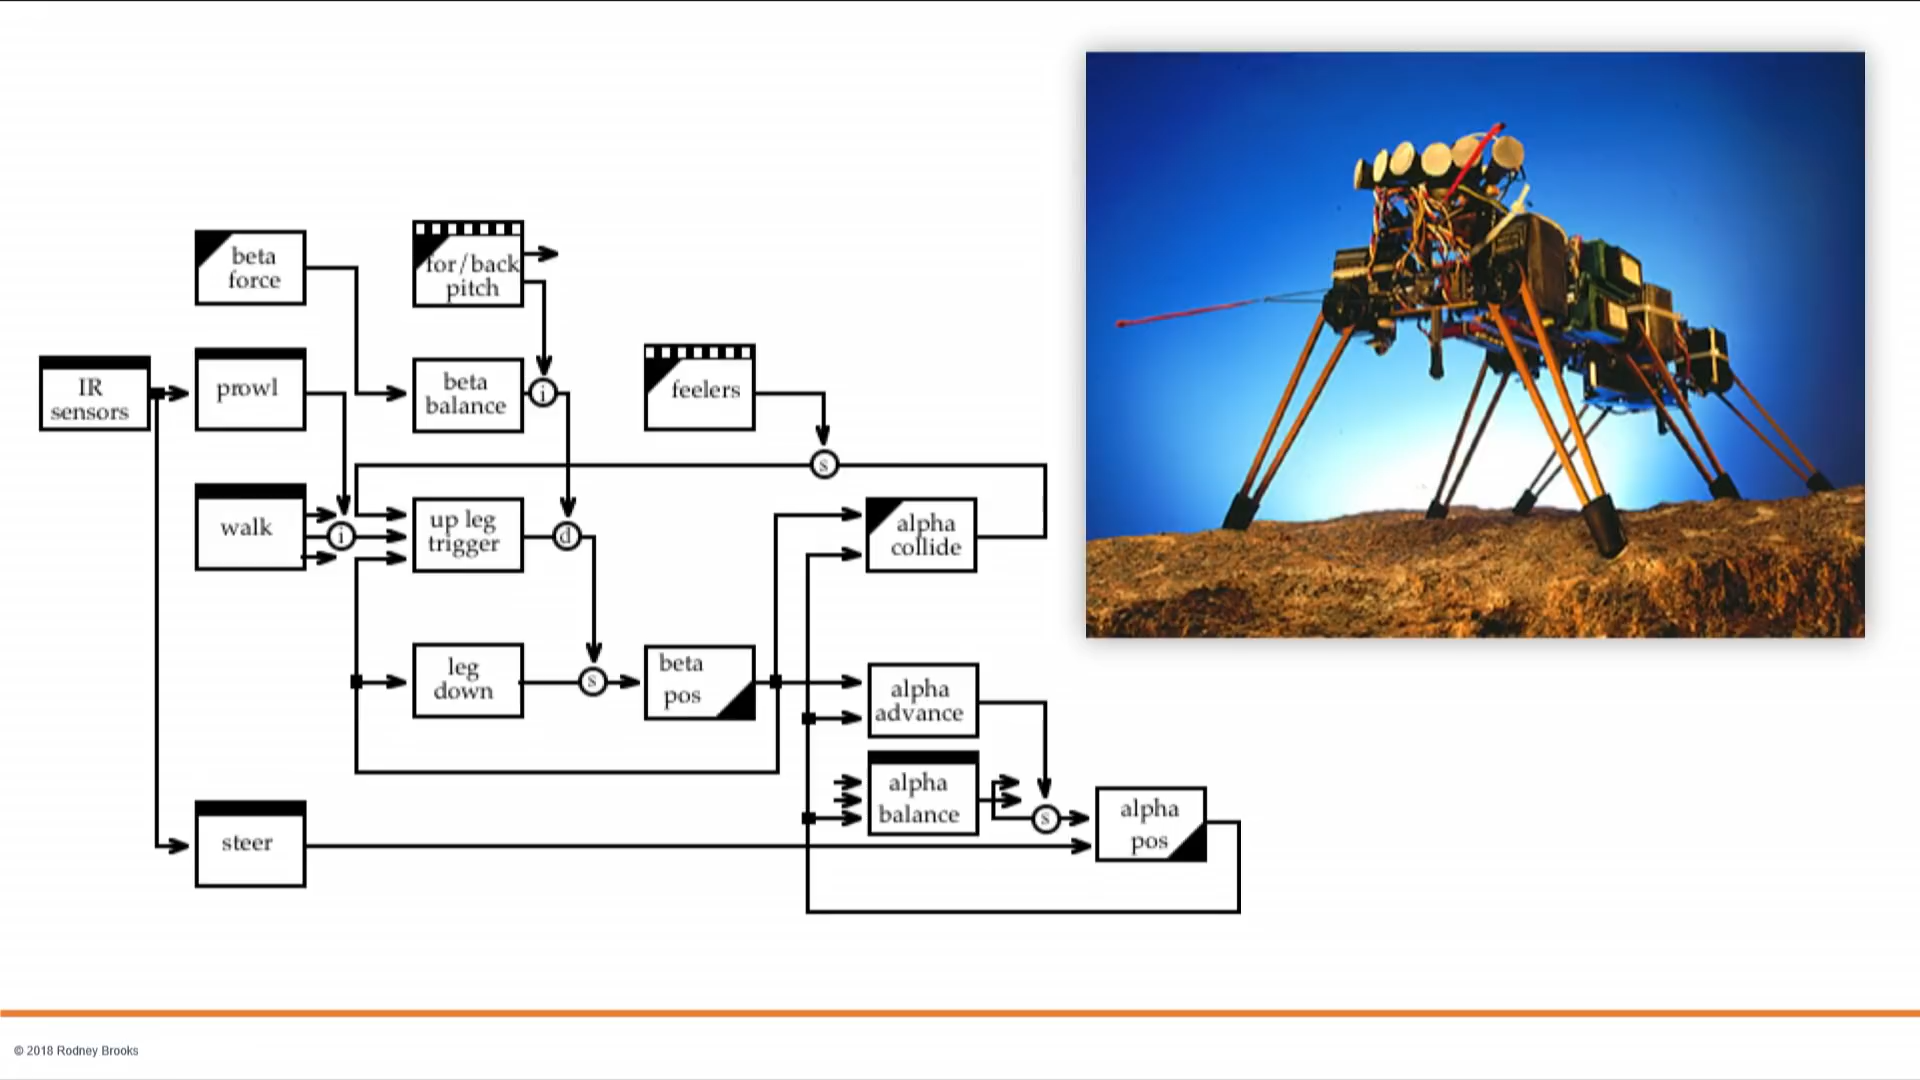 beta
force
for/back
pitch
IR
sensors
prowl
beta
balance
i
feelers
s
walk
i
up leg
trigger
d
alpha
collide
leg
down
s
beta
pos
alpha
advance
alpha
balance
s
alpha
pos
steer
© 2018 Rodney Brooks